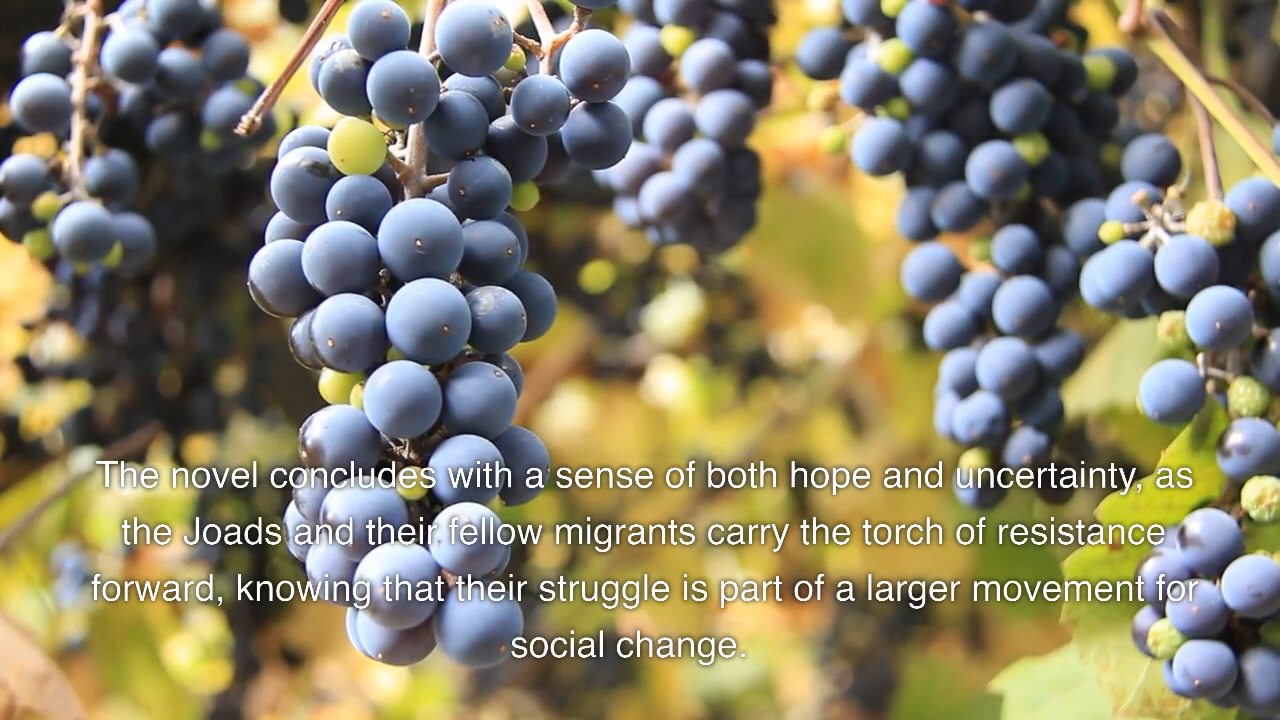 The novel concludes with a sense of both hope and uncertainty, as
the Joads and their fellow migrants carry the torch of resistance
forward, knowing that their struggle is part of a larger movement for
social change.